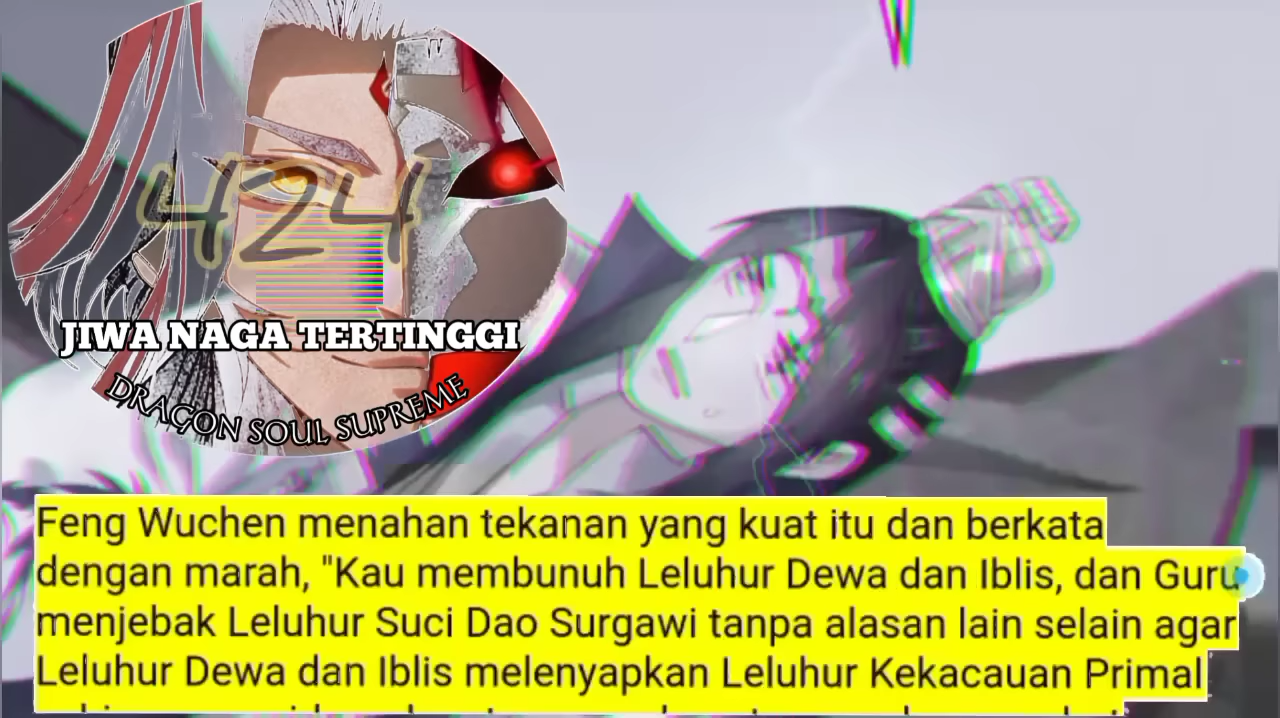 424
JIWA NAGA TERTINGGI
DRAGON SOUL SUPREME
Feng Wuchen menahan tekanan yang kuat itu dan berkata
dengan marah, "Kau membunuh Leluhur Dewa dan Iblis, dan Guru
menjebak Leluhur Suci Dao Surgawi tanpa alasan lain selain agar
Leluhur Dewa dan Iblis melenyapkan Leluhur Kekacauan Primal